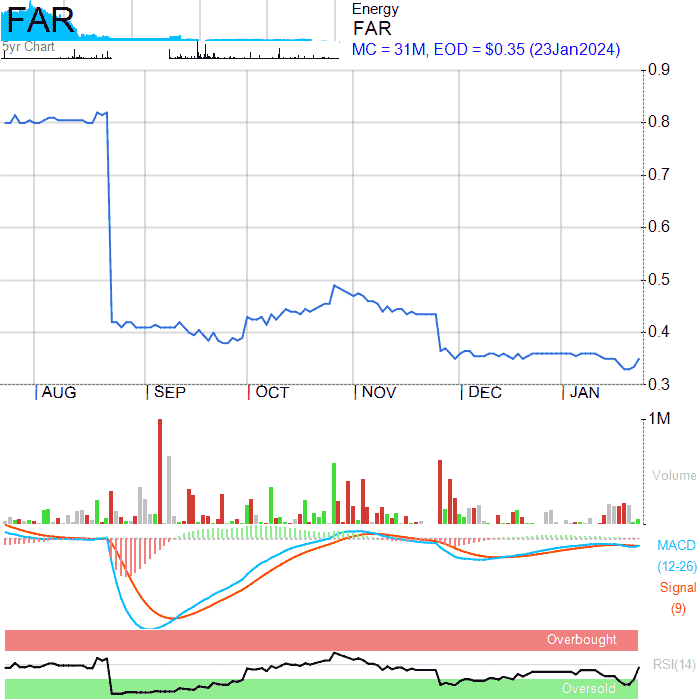 FAR
5yr Chart
Energy
FAR
MC = 31M, EOD = $0.35 (23Jan2024)
0.9
0.8
0.7
0.6
0.5
0.4
0.3
AUG SEP OCT NOV DEC JAN
1M
Volume
MACD
(12-26)
Signal
(9)
Overbought
RSI(14)
Oversold